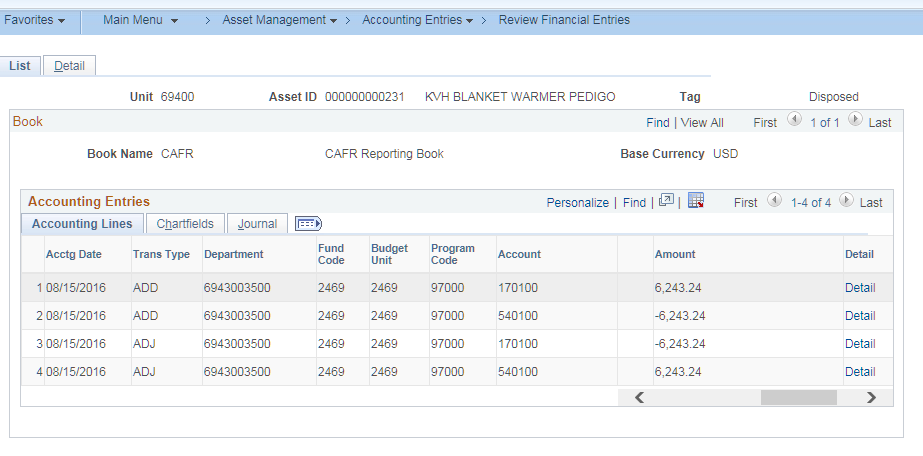 Favorites Main Menu > Asset Management > Accounting Entries > Review Financial Entries
List Detail
Unit 69400 Asset ID 000000000231 KVH BLANKET WARMER PEDIGO Tag Disposed
Book Find | View All First 1 of 1 Last
Book Name CAFR CAFR Reporting Book Base Currency USD
Accounting Entries Personalize | Find | | First 1-4 of 4 Last
Accounting Lines Chartfields Journal
Acctg Date Trans Type Department Fund Code Budget Unit Program Code Account Amount Detail
1 08/15/2016 ADD 6943003500 2469 2469 97000 170100 6,243.24 Detail
2 08/15/2016 ADD 6943003500 2469 2469 97000 540100 -6,243.24 Detail
3 08/15/2016 ADJ 6943003500 2469 2469 97000 170100 -6,243.24 Detail
4 08/15/2016 ADJ 6943003500 2469 2469 97000 540100 6,243.24 Detail